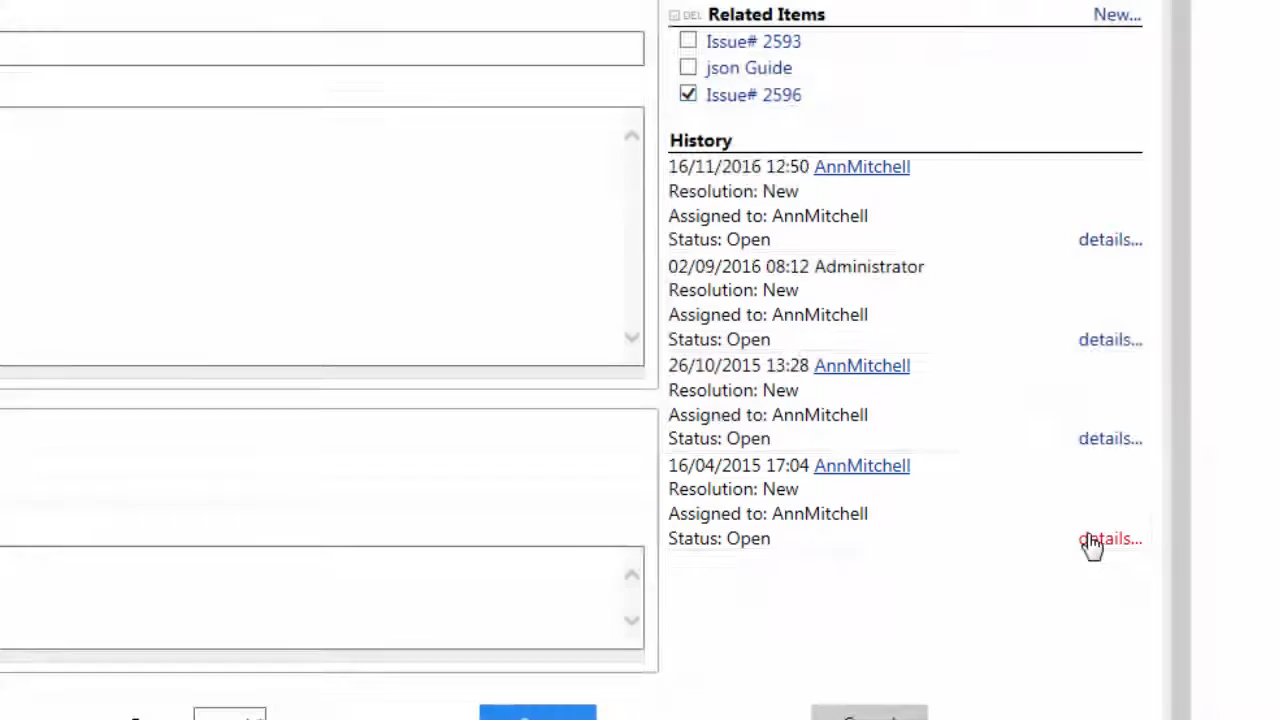 DEL Related Items New...
Issue# 2593
json Guide
Issue# 2596
History
16/11/2016 12:50 AnnMitchell
Resolution: New
Assigned to: AnnMitchell
Status: Open details...
02/09/2016 08:12 Administrator
Resolution: New
Assigned to: AnnMitchell
Status: Open details...
26/10/2015 13:28 AnnMitchell
Resolution: New
Assigned to: AnnMitchell
Status: Open details...
16/04/2015 17:04 AnnMitchell
Resolution: New
Assigned to: AnnMitchell
Status: Open details...